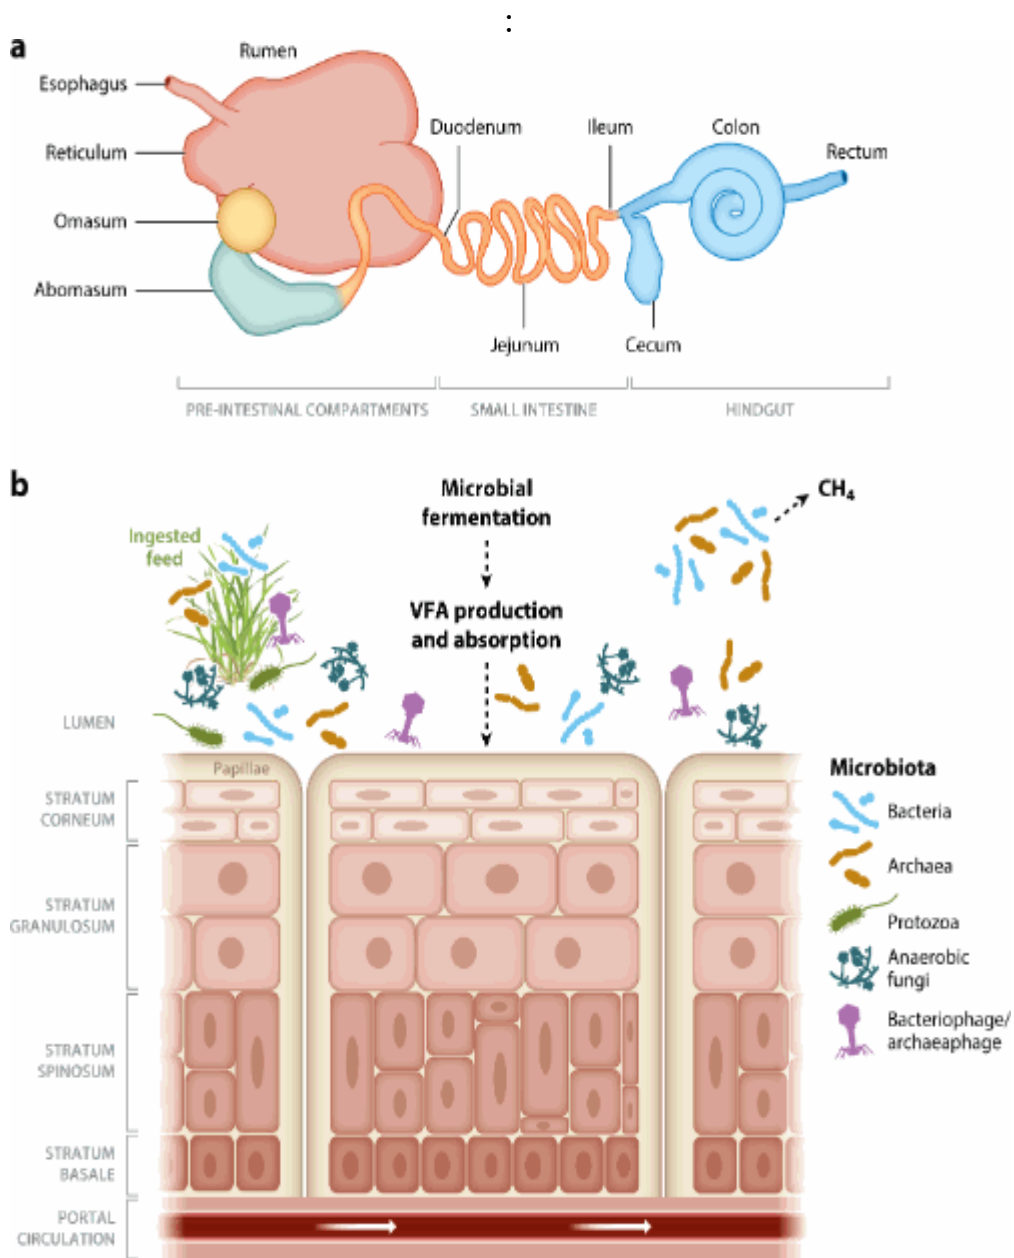 :
a
Rumen
Esophagus
Reticulum
Omasum
Abomasum
Duodenum
Ileum
Colon
Rectum
Jejunum
Cecum
PRE-INTESTINAL COMPARTMENTS
SMALL INTESTINE
HINDGUT
b
Ingested
feed
Microbial
fermentation
VFA production
and absorption
CH₄
LUMEN
Papillae
STRATUM
CORNEUM
STRATUM
GRANULOSUM
STRATUM
SPINOSUM
STRATUM
BASALE
PORTAL
CIRCULATION
Microbiota
Bacteria
Archaea
Protozoa
Anaerobic
fungi
Bacteriophage/
archaeaphage